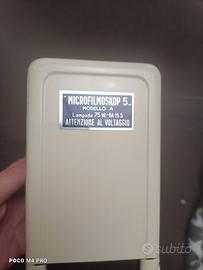 "MICROFILMOSKOP 5"
MODELLO A
Lampada 75 W-BA 15 S
ATTENZIONE AL VOLTAGGIO
POCO M4 PRO
subito